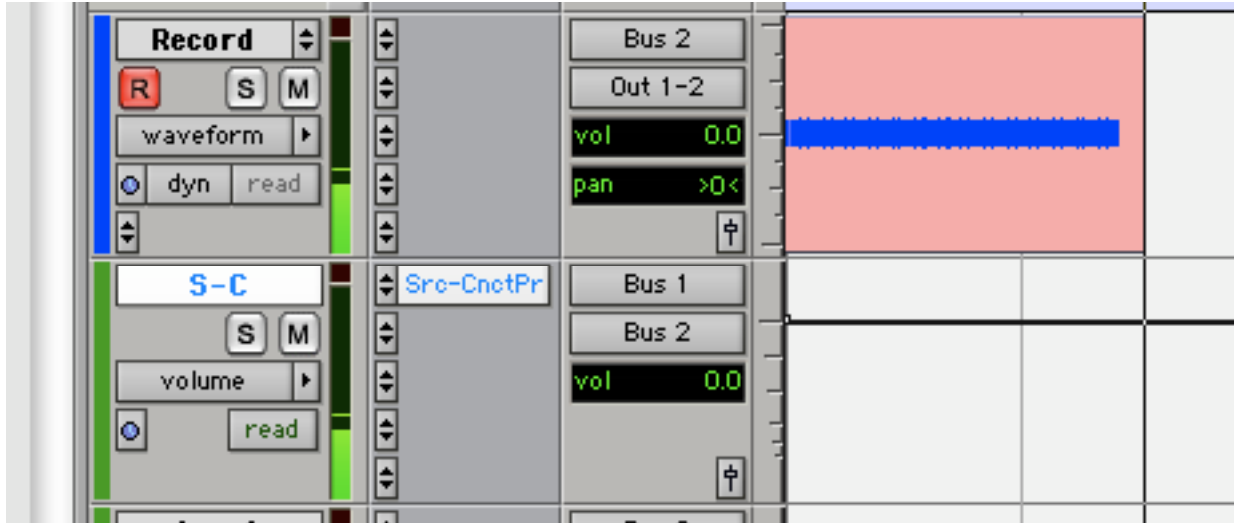 Record
Bus 2
R S M
Out 1-2
waveform
vol 0.0
dyn read
pan >0<
S-C
Src-CnctPr
Bus 1
S M
Bus 2
volume
vol 0.0
read